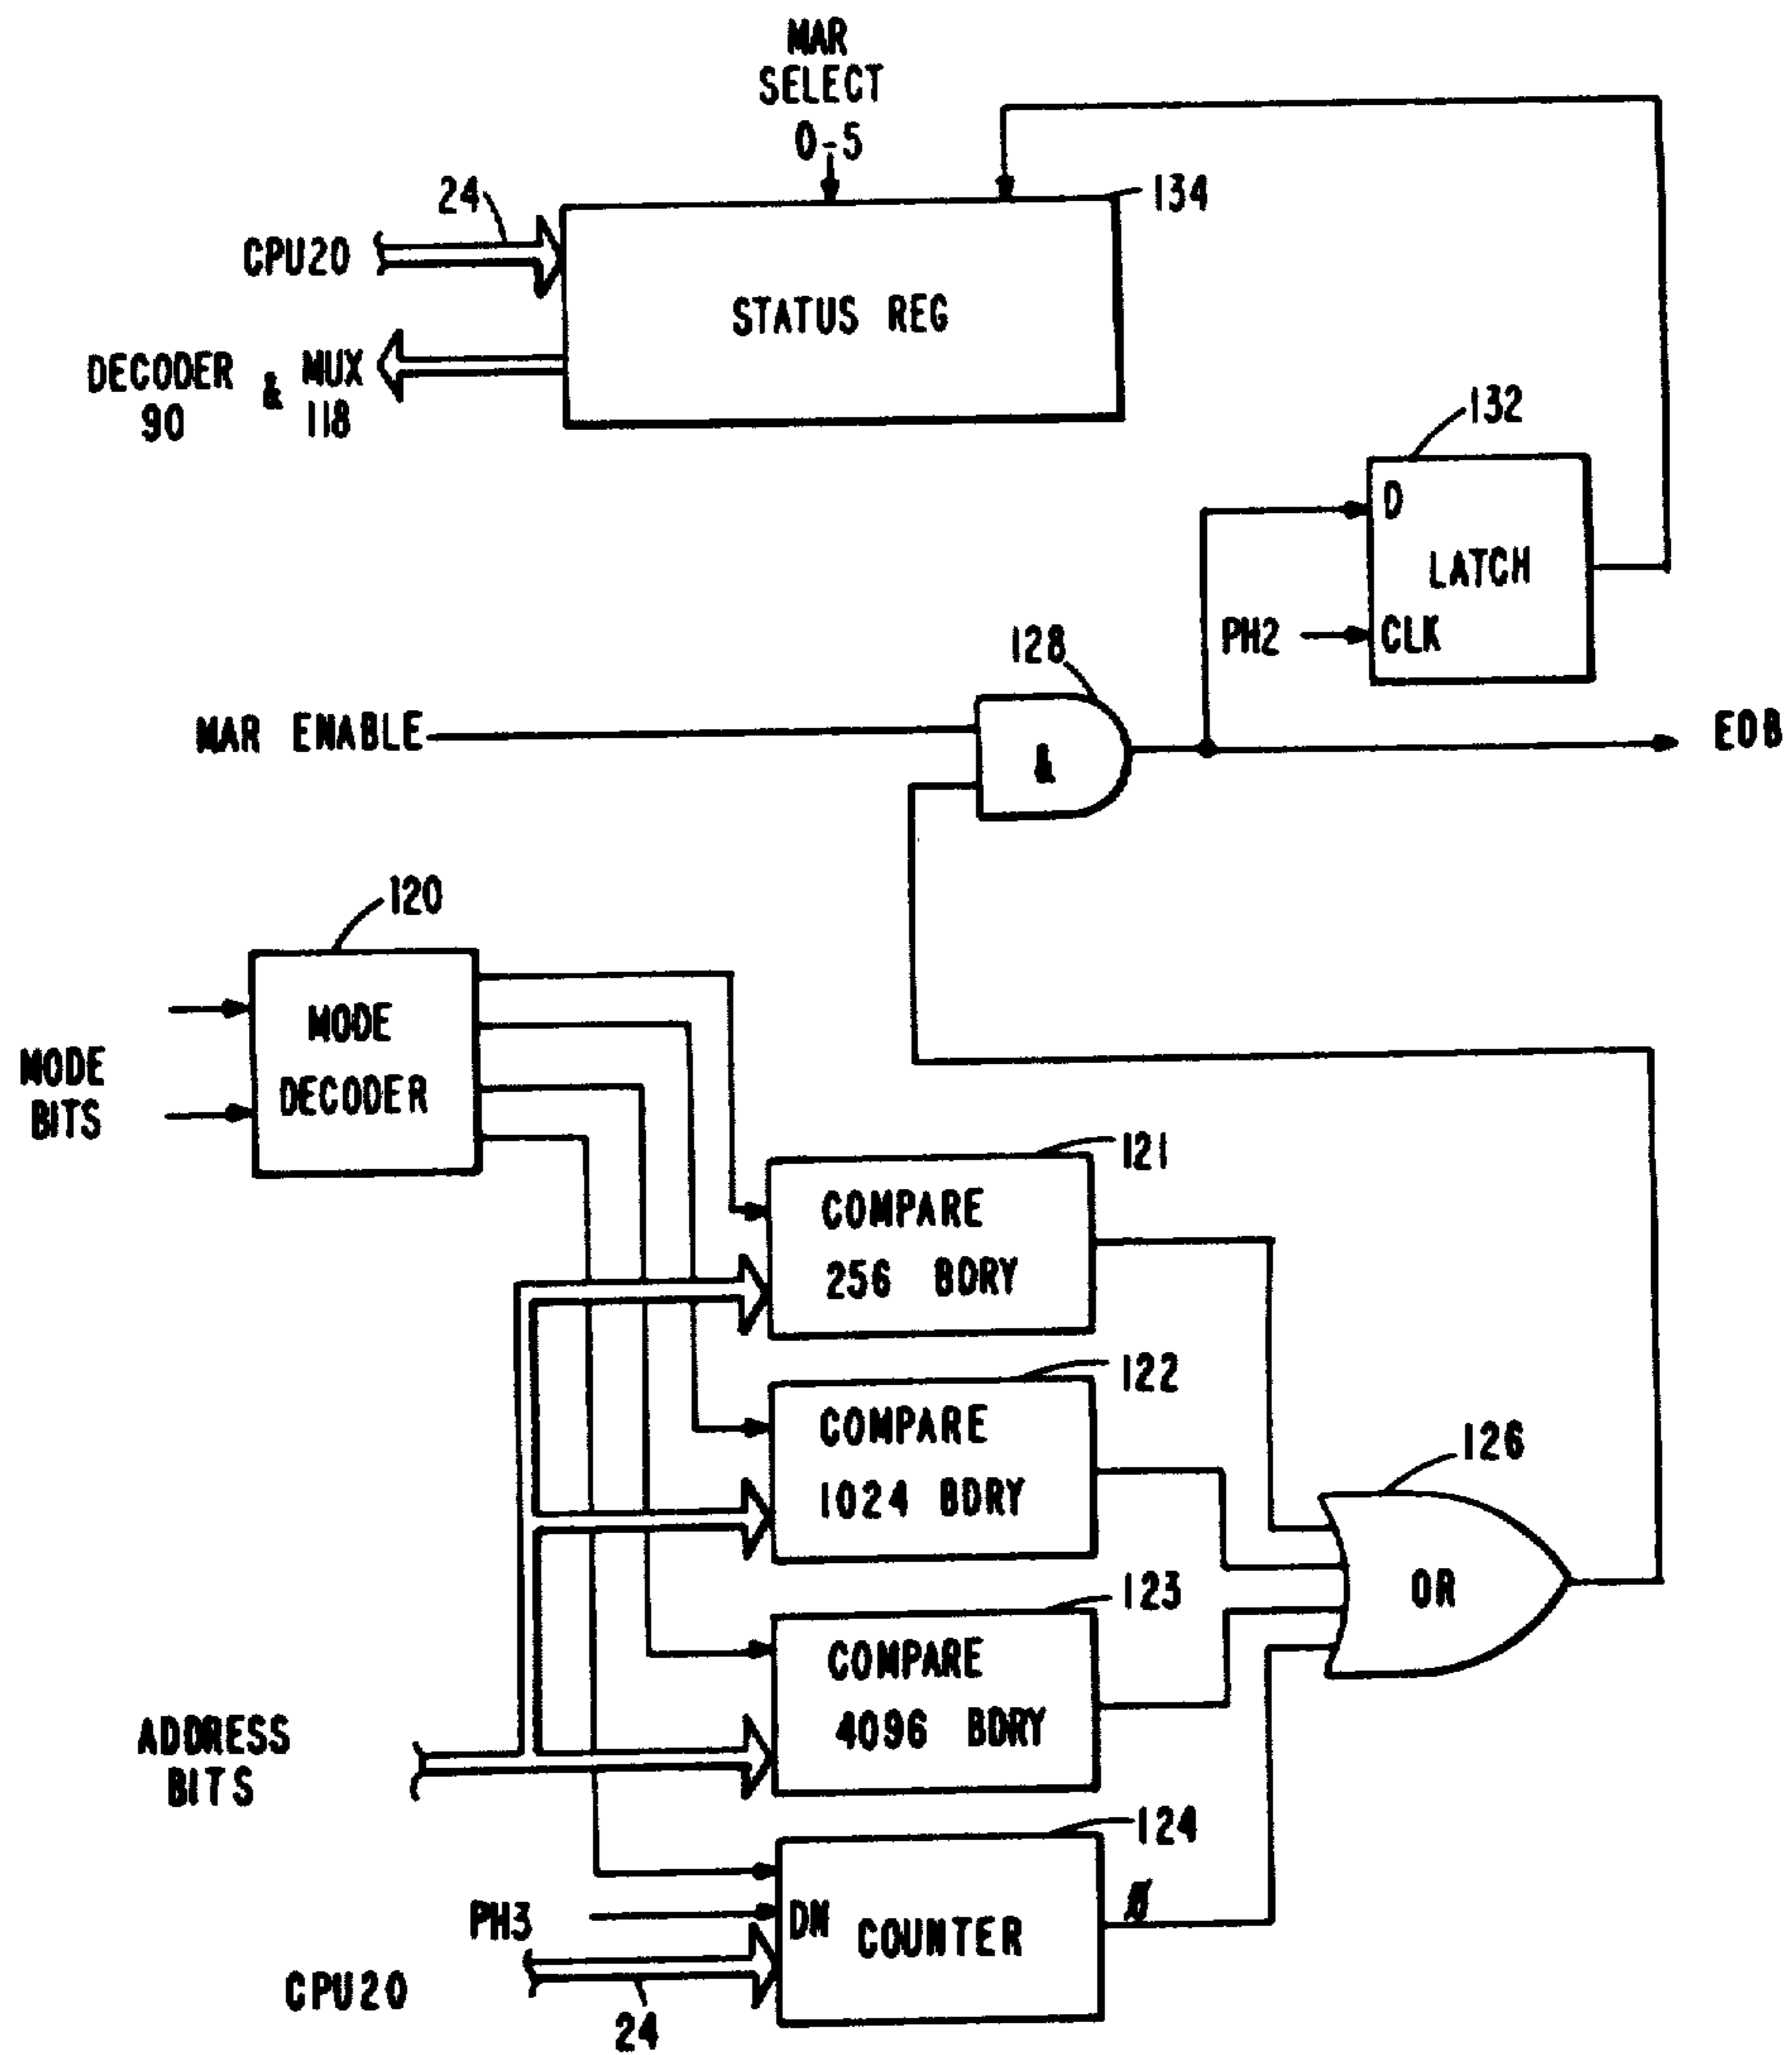 MAR
SELECT
0-5
24
134
CPU20
STATUS REG
DECODER & MUX
90 118
132
D
LATCH
PH2
CLK
128
MAR ENABLE
&
EOB
120
MODE
DECODER
MODE
BITS
121
COMPARE
256 BDRY
122
COMPARE
1024 BDRY
126
OR
123
COMPARE
4096 BDRY
ADDRESS
BITS
124
PH3
DN
COUNTER
0
CPU20
24